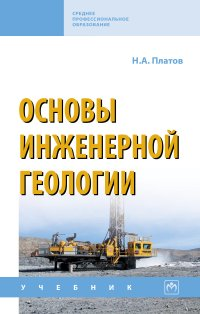 СРЕДНЕЕ
ПРОФЕССИОНАЛЬНОЕ
ОБРАЗОВАНИЕ
Н.А. Платов
ОСНОВЫ
ИНЖЕНЕРНОЙ
ГЕОЛОГИИ
УЧЕБНИК